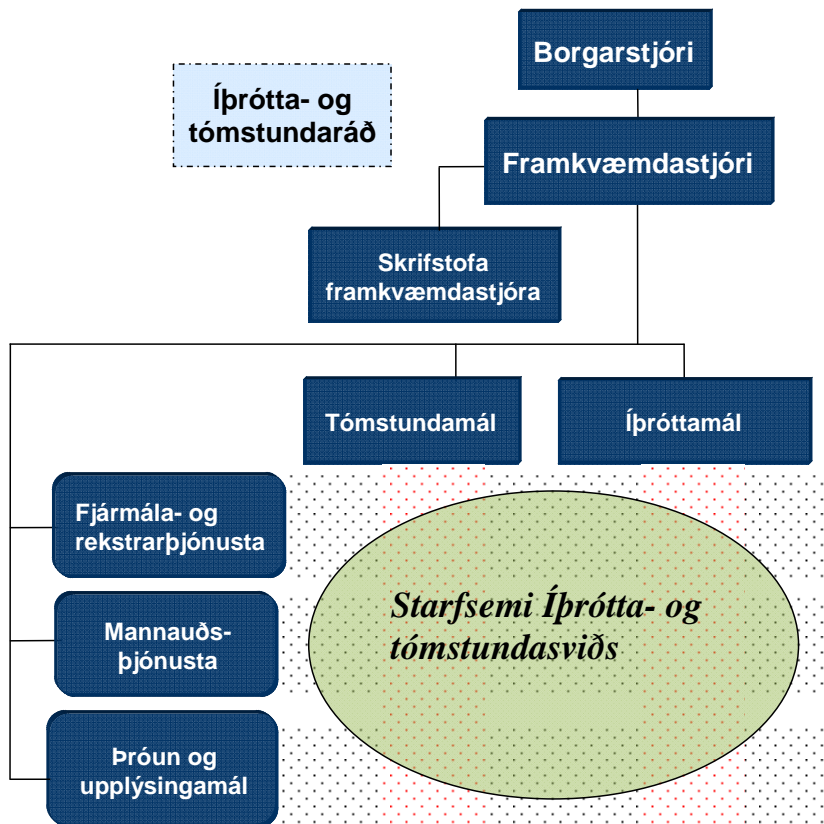 Borgarstjóri
Íþrótta- og
tómstundaráð
Framkvæmdastjóri
Skrifstofa
framkvæmdastjóra
Tómstundamál
Íþróttamál
Fjármála- og
rekstrarþjónusta
Starfsemi Íþrótta- og
tómstundasviðs
Mannauðs-
þjónusta
Þróun og
upplýsingamál